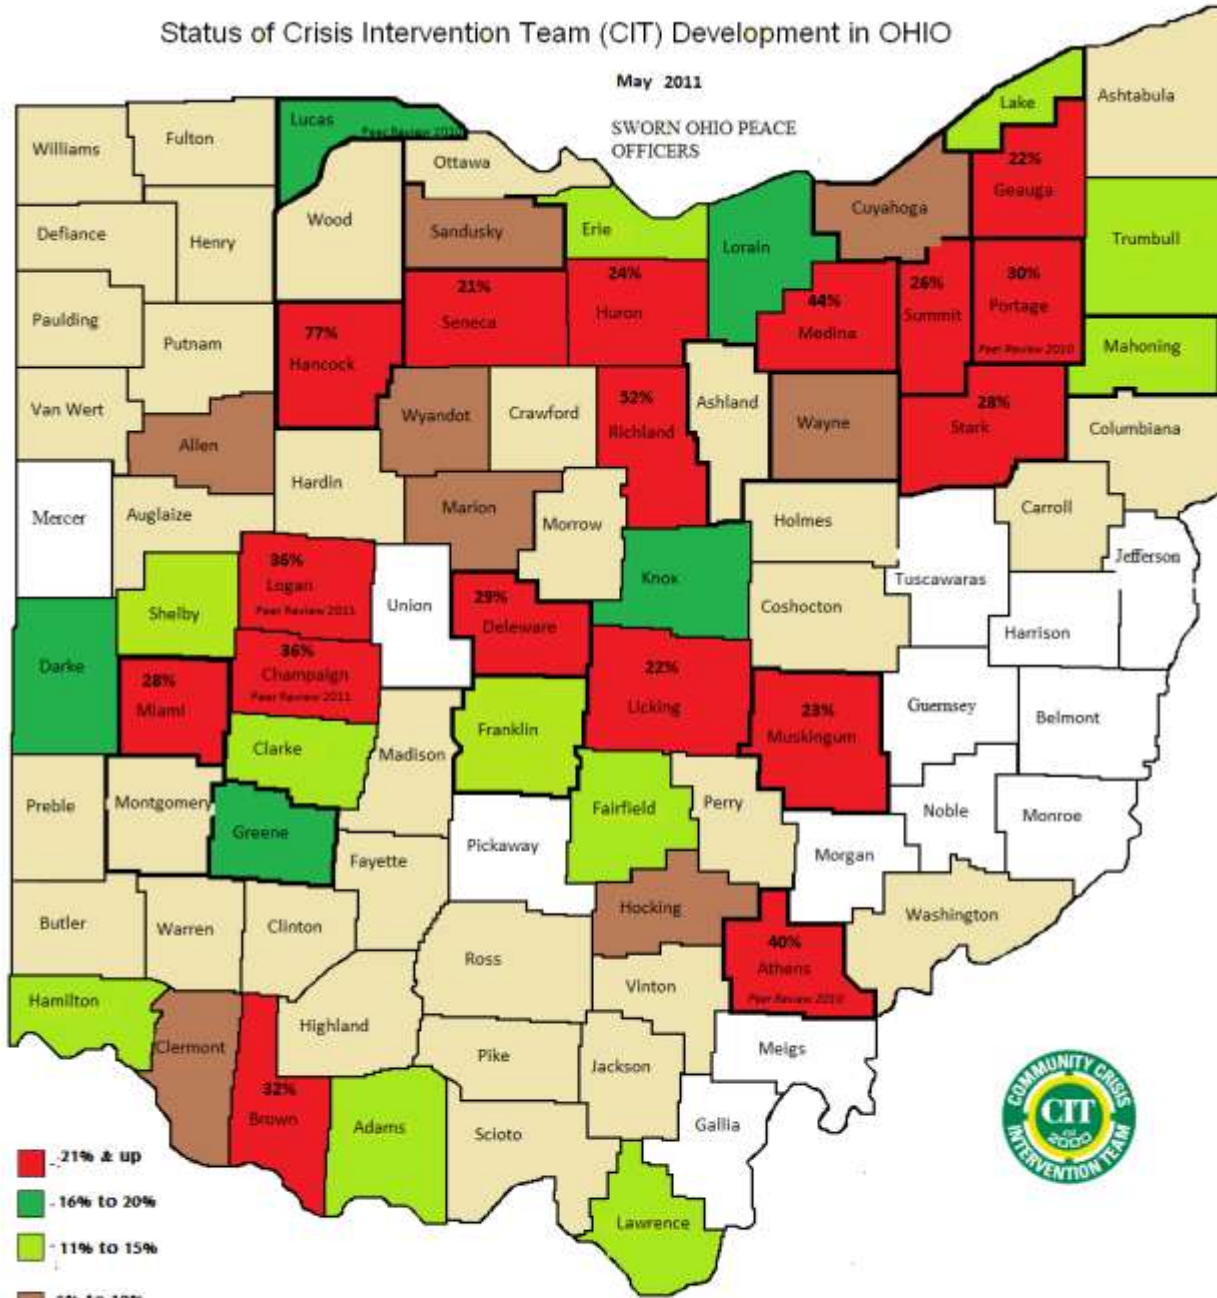 Status of Crisis Intervention Team (CIT) Development in OHIO
May 2011
SWORN OHIO PEACE
OFFICERS
Williams
Fulton
Lucas
Peer Review 2010
Ottawa
Lake
Ashtabula
22%
Geauga
Defiance
Henry
Wood
Sandusky
Erie
Lorain
Cuyahoga
Trumbull
Paulding
Putnam
77%
Hancock
21%
Seneca
24%
Huron
44%
Medina
26%
Summit
30%
Portage
Peer Review 2010
Mahoning
Van Wert
Allen
Wyandot
Crawford
Richland
Ashland
Wayne
28%
Stark
Columbiana
Mercer
Auglaize
Hardin
Marion
Morrow
Holmes
Carroll
Jefferson
Shelby
36%
Logan
Peer Review 2011
Union
29%
Deleware
Knox
Coshocton
Tuscawaras
Harrison
Darke
28%
Miami
36%
Champaign
Peer Review 2011
22%
Licking
23%
Muskingum
Guernsey
Belmont
Clarke
Madison
Franklin
Preble
Montgomery
Greene
Fayette
Pickaway
Fairfield
Perry
Morgan
Noble
Monroe
Butler
Warren
Clinton
Ross
Hocking
40%
Athens
Peer Review 2010
Washington
Hamilton
Clermont
Highland
Vinton
Pike
Jackson
Meigs
32%
Brown
Adams
Scioto
Gallia
Lawrence
COMMUNITY CRISIS
CIT
2000
INTERVENTION TEAM
21% & up
16% to 20%
11% to 15%